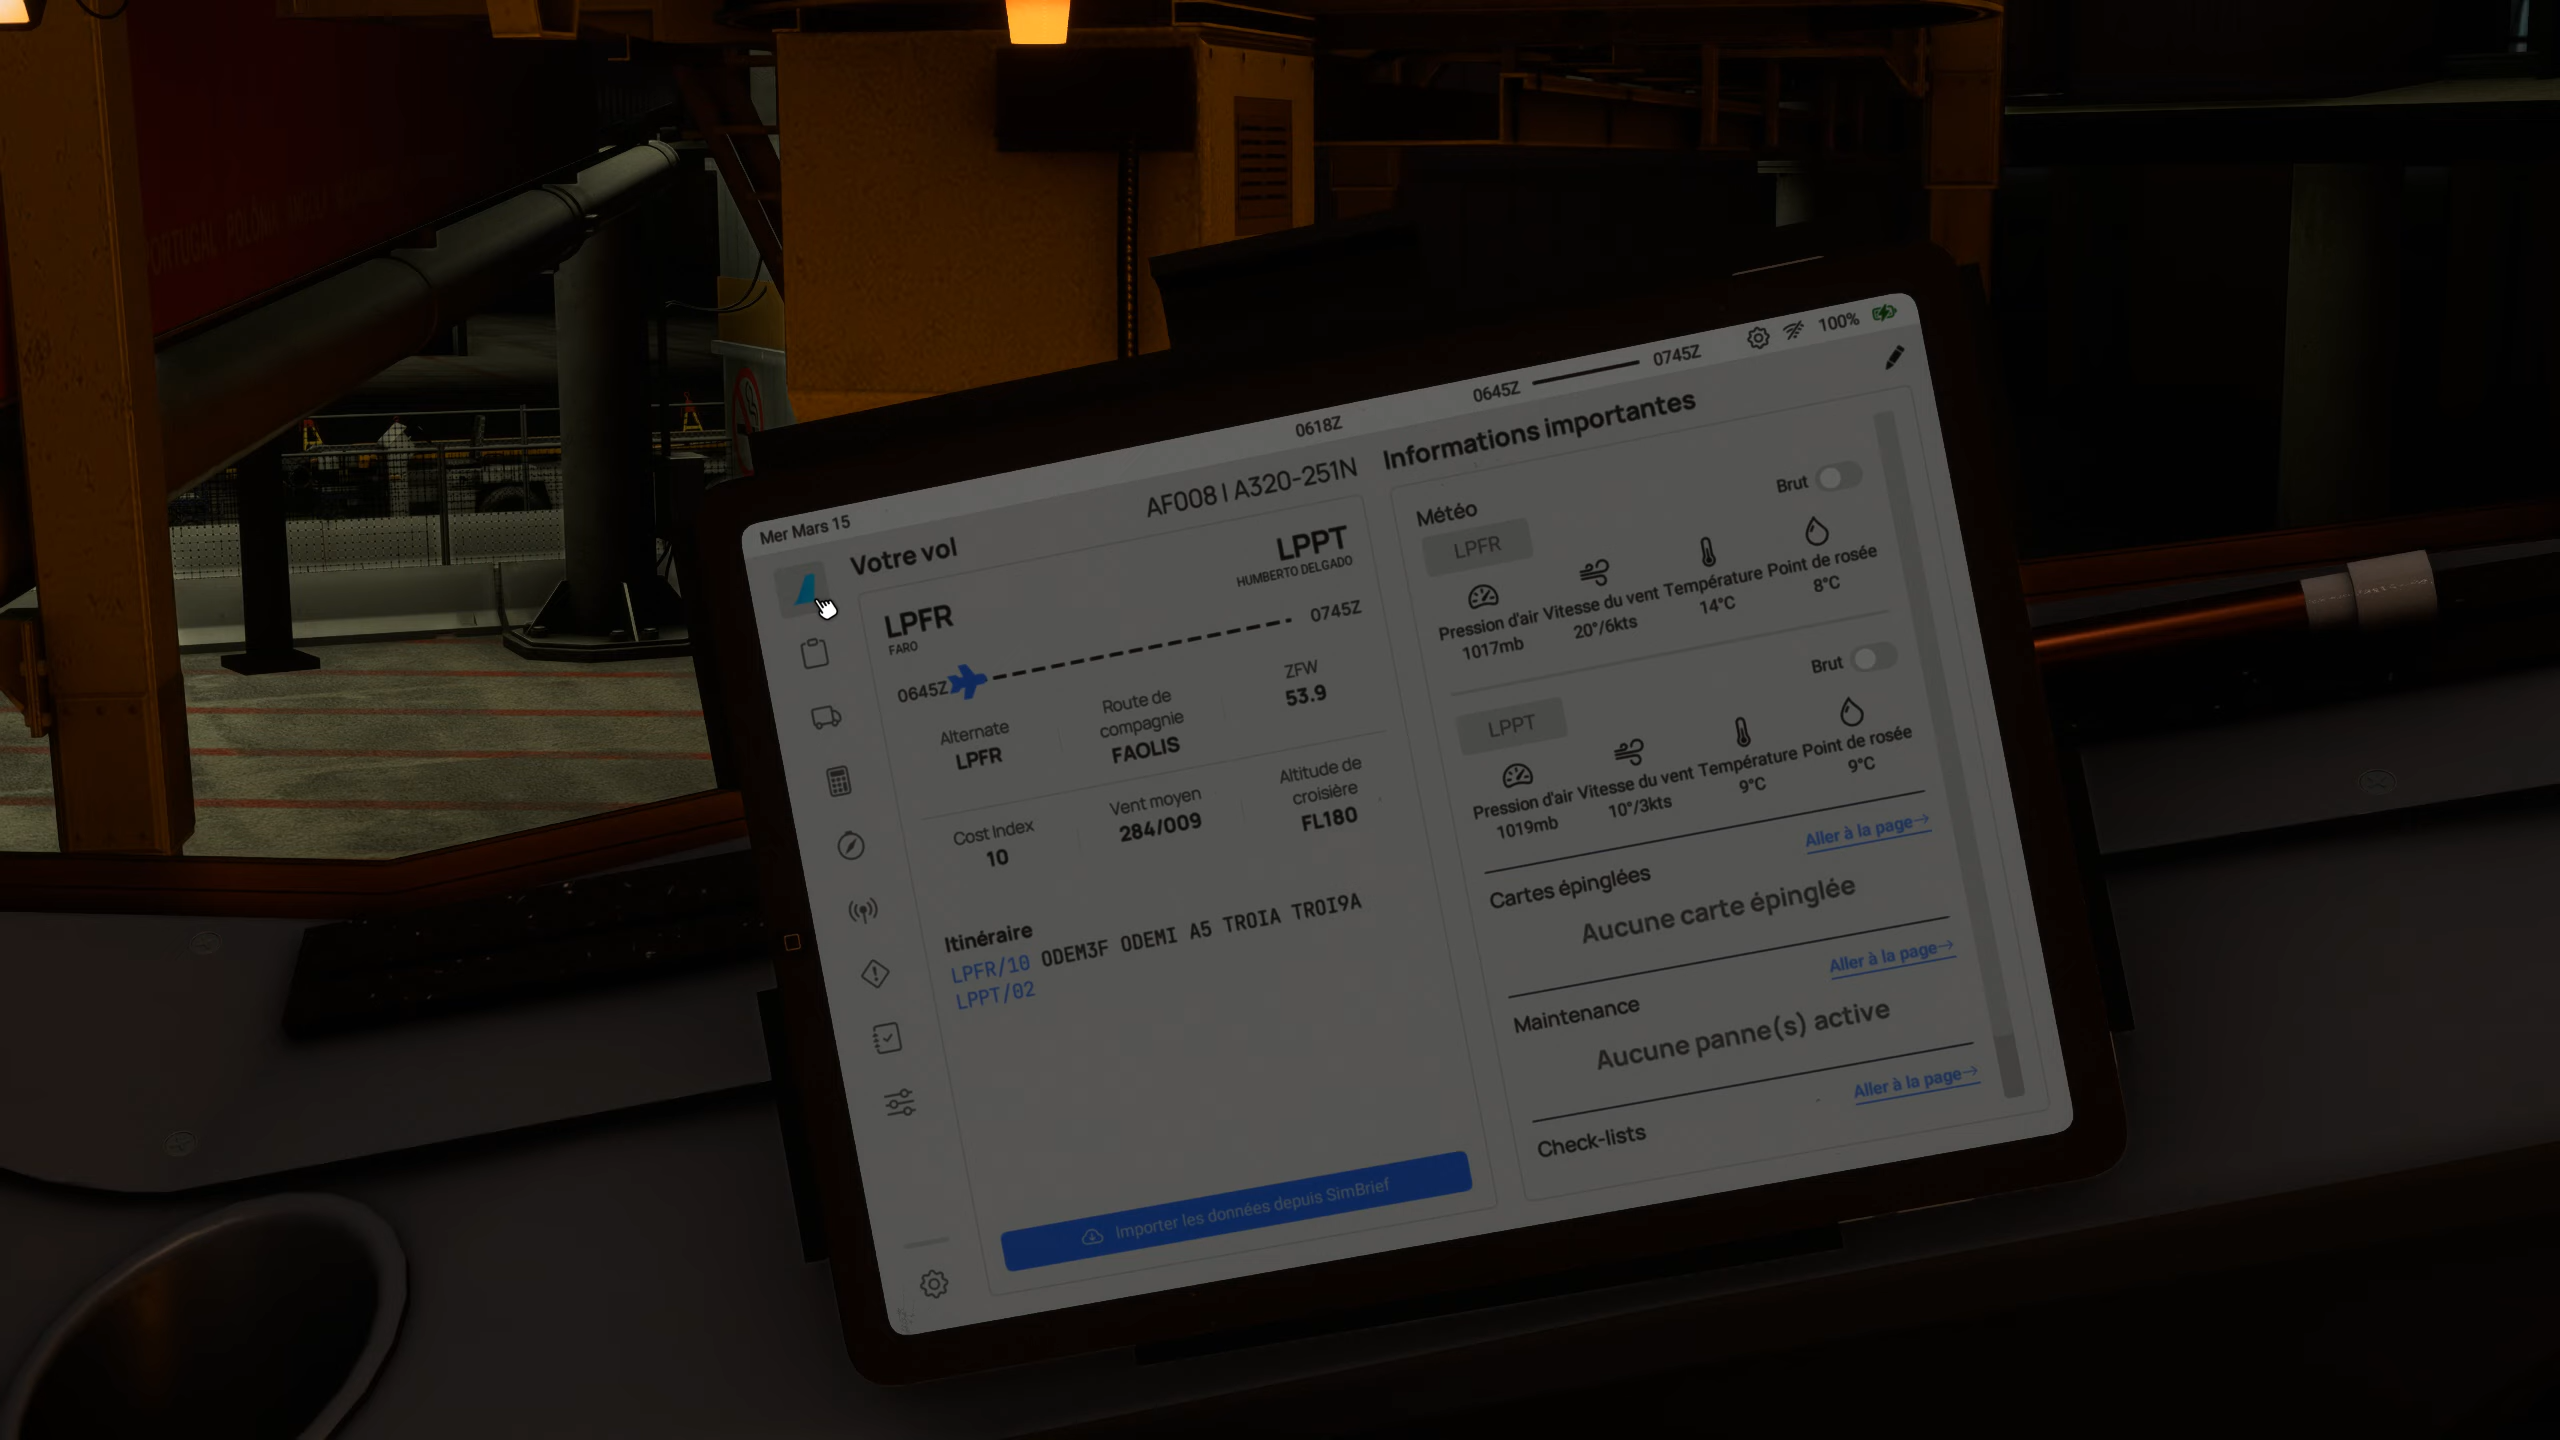 PORTUGAL POLÓNIA
Mer Mars 15
0618Z
0645Z
0745Z
100%
Votre vol
AF008 | A320-251N
LPFR
FARO
LPPT
HUMBERTO DELGADO
0645Z
0745Z
Alternate
LPFR
Route de
compagnie
FAOLIS
ZFW
53.9
Cost Index
10
Vent moyen
284/009
Altitude de
croisière
FL180
Itinéraire
LPFR/10 ODEM3F ODEMI A5 TROIA TROI9A
LPPT/02
Importer les données depuis SimBrief
Informations importantes
Météo
Brut
LPFR
Pression d'air
1017mb
Vitesse du vent
20°/6kts
Température
14°C
Point de rosée
8°C
Brut
LPPT
Pression d'air
1019mb
Vitesse du vent
10°/3kts
Température
9°C
Point de rosée
9°C
Aller à la page→
Cartes épinglées
Aucune carte épinglée
Aller à la page→
Maintenance
Aucune panne(s) active
Aller à la page→
Check-lists